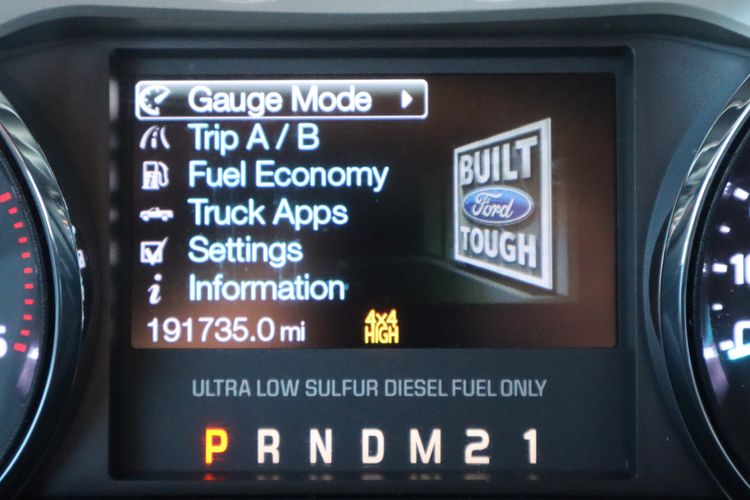 Gauge Mode
Trip A / B
Fuel Economy
Truck Apps
Settings
Information
191735.0 mi
4x4
HIGH
BUILT
Ford
TOUGH
ULTRA LOW SULFUR DIESEL FUEL ONLY
P R N D M 2 1